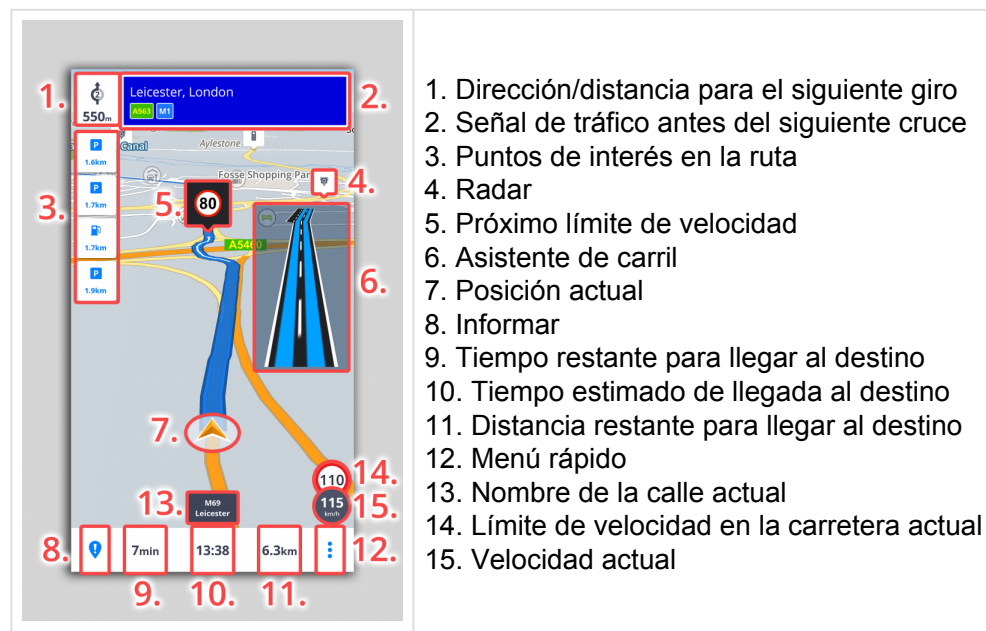 1.
550m
Leicester, London
A563 M1
2.
Canal
Aylestone
P
1.6km
Fosse Shopping Par
4.
P
1.7km
3.
5.
80
1.7km
A5460
P
1.9km
6.
7.
110
14.
13.
M69
Leicester
115
km/h
15.
8.
7min
13:38
6.3km
12.
9.
10.
11.
1. Dirección/distancia para el siguiente giro
2. Señal de tráfico antes del siguiente cruce
3. Puntos de interés en la ruta
4. Radar
5. Próximo límite de velocidad
6. Asistente de carril
7. Posición actual
8. Informar
9. Tiempo restante para llegar al destino
10. Tiempo estimado de llegada al destino
11. Distancia restante para llegar al destino
12. Menú rápido
13. Nombre de la calle actual
14. Límite de velocidad en la carretera actual
15. Velocidad actual